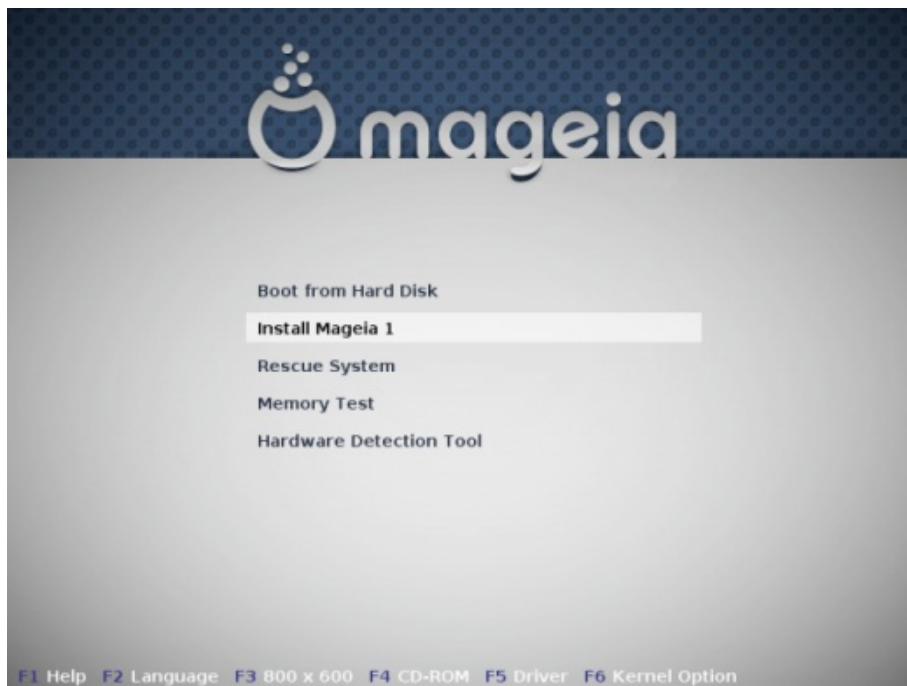 mageia
Boot from Hard Disk
Install Mageia 1
Rescue System
Memory Test
Hardware Detection Tool
F1 Help F2 Language F3 800 x 600 F4 CD-ROM F5 Driver F6 Kernel Option